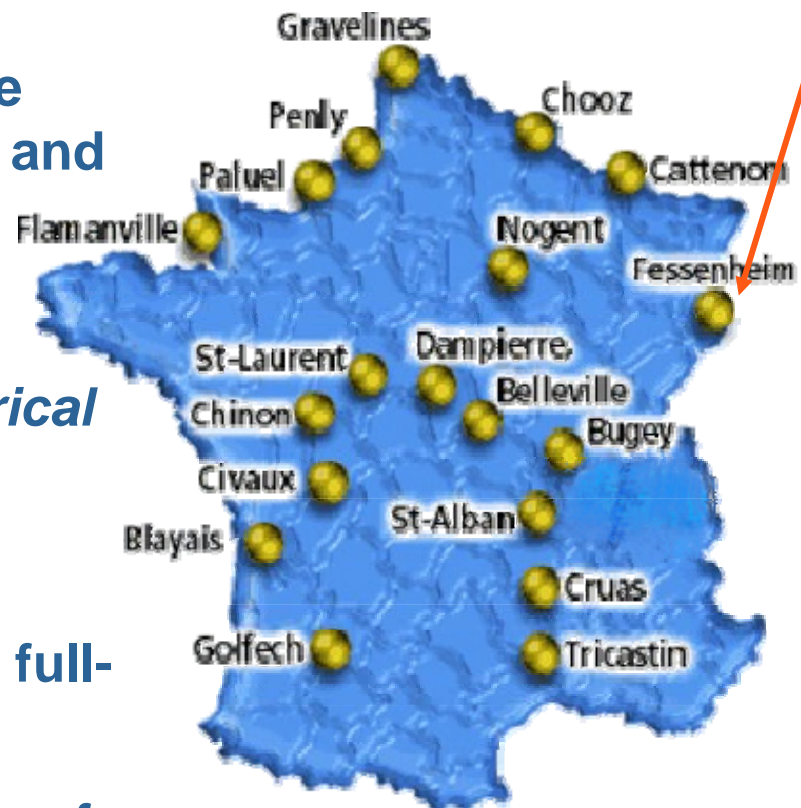 Gravelines
e
Chooz
Penly
and
Paluel
Cattenom
Flamanville
Nogent
Fessenheim
St-Laurent
Dampierre,
Belleville
rical
Chinon
Bugey
Civaux
St-Alban
Blayais
Cruas
full-
Golfech
Tricastin